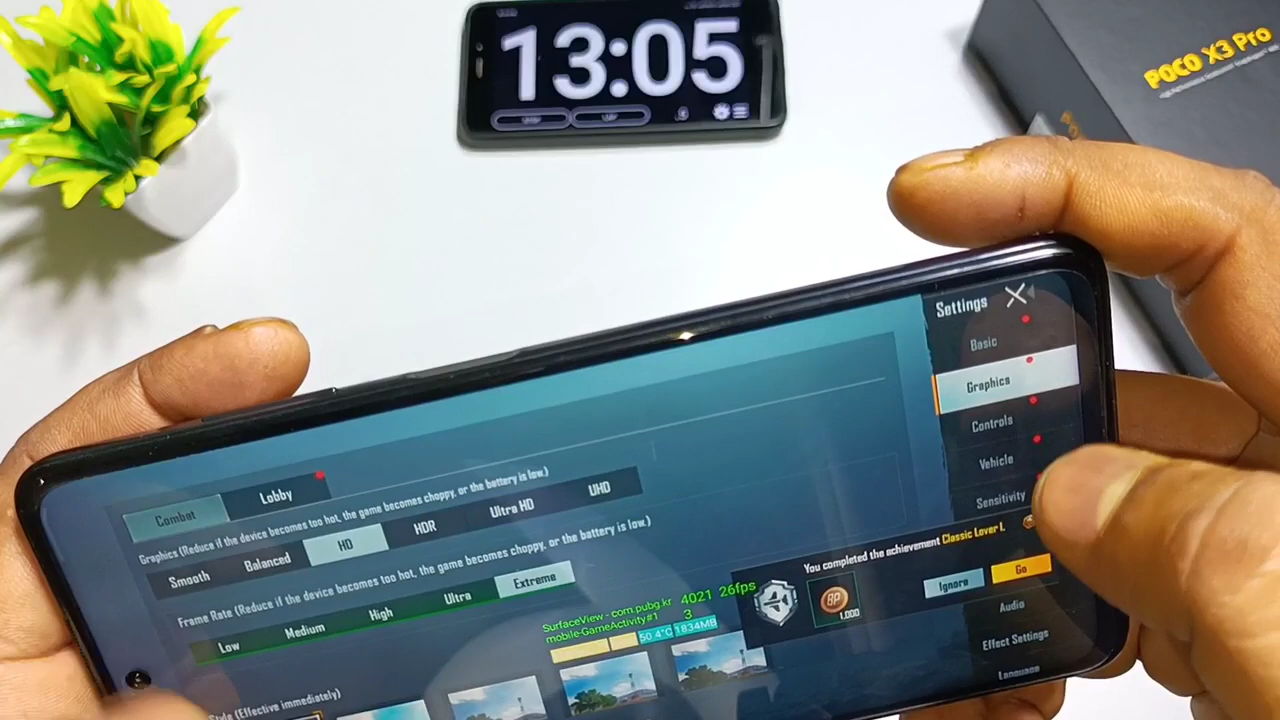 13:05
POCO X3 Pro
Settings
Basic
Graphics
Controls
Vehicle
Sensitivity
Audio
Effect Settings
Language
Combat
Lobby
Graphics (Reduce if the device becomes too hot, the game becomes choppy, or the battery is low.)
Smooth
Balanced
HD
HDR
Ultra HD
UHD
Frame Rate (Reduce if the device becomes too hot, the game becomes choppy, or the battery is low.)
Low
Medium
High
Ultra
Extreme
SurfaceView - com.pubg.kr
mobile-GameActivity#1
4021
3
26fps
50.4°C
1834MB
You completed the achievement Classic Lover I.
BP
1,000
Ignore
Go
Style (Effective immediately)